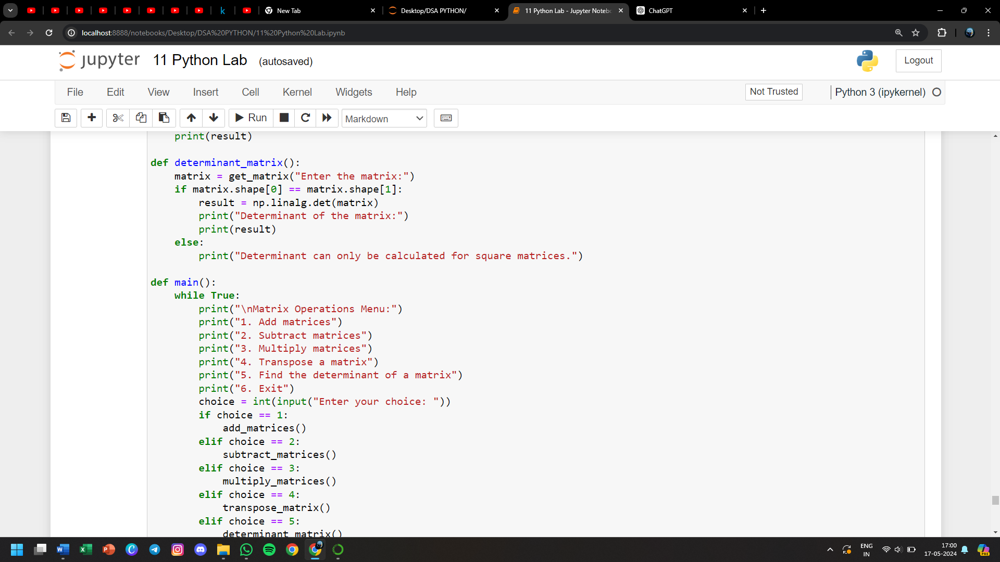 New Tab
Desktop/DSA PYTHON/
11 Python Lab - Jupyter Notebo
ChatGPT
localhost:8888/notebooks/Desktop/DSA%20PYTHON/11%20Python%20Lab.ipynb
jupyter 11 Python Lab (autosaved)
Logout
File Edit View Insert Cell Kernel Widgets Help
Not Trusted
Python 3 (ipykernel)
Run
Markdown
    print(result)
def determinant_matrix():
    matrix = get_matrix("Enter the matrix:")
    if matrix.shape[0] == matrix.shape[1]:
        result = np.linalg.det(matrix)
        print("Determinant of the matrix:")
        print(result)
    else:
        print("Determinant can only be calculated for square matrices.")
def main():
    while True:
        print("\nMatrix Operations Menu:")
        print("1. Add matrices")
        print("2. Subtract matrices")
        print("3. Multiply matrices")
        print("4. Transpose a matrix")
        print("5. Find the determinant of a matrix")
        print("6. Exit")
        choice = int(input("Enter your choice: "))
        if choice == 1:
            add_matrices()
        elif choice == 2:
            subtract_matrices()
        elif choice == 3:
            multiply_matrices()
        elif choice == 4:
            transpose_matrix()
        elif choice == 5:
            determinant_matrix()
ENG
IN
17:00
17-05-2024